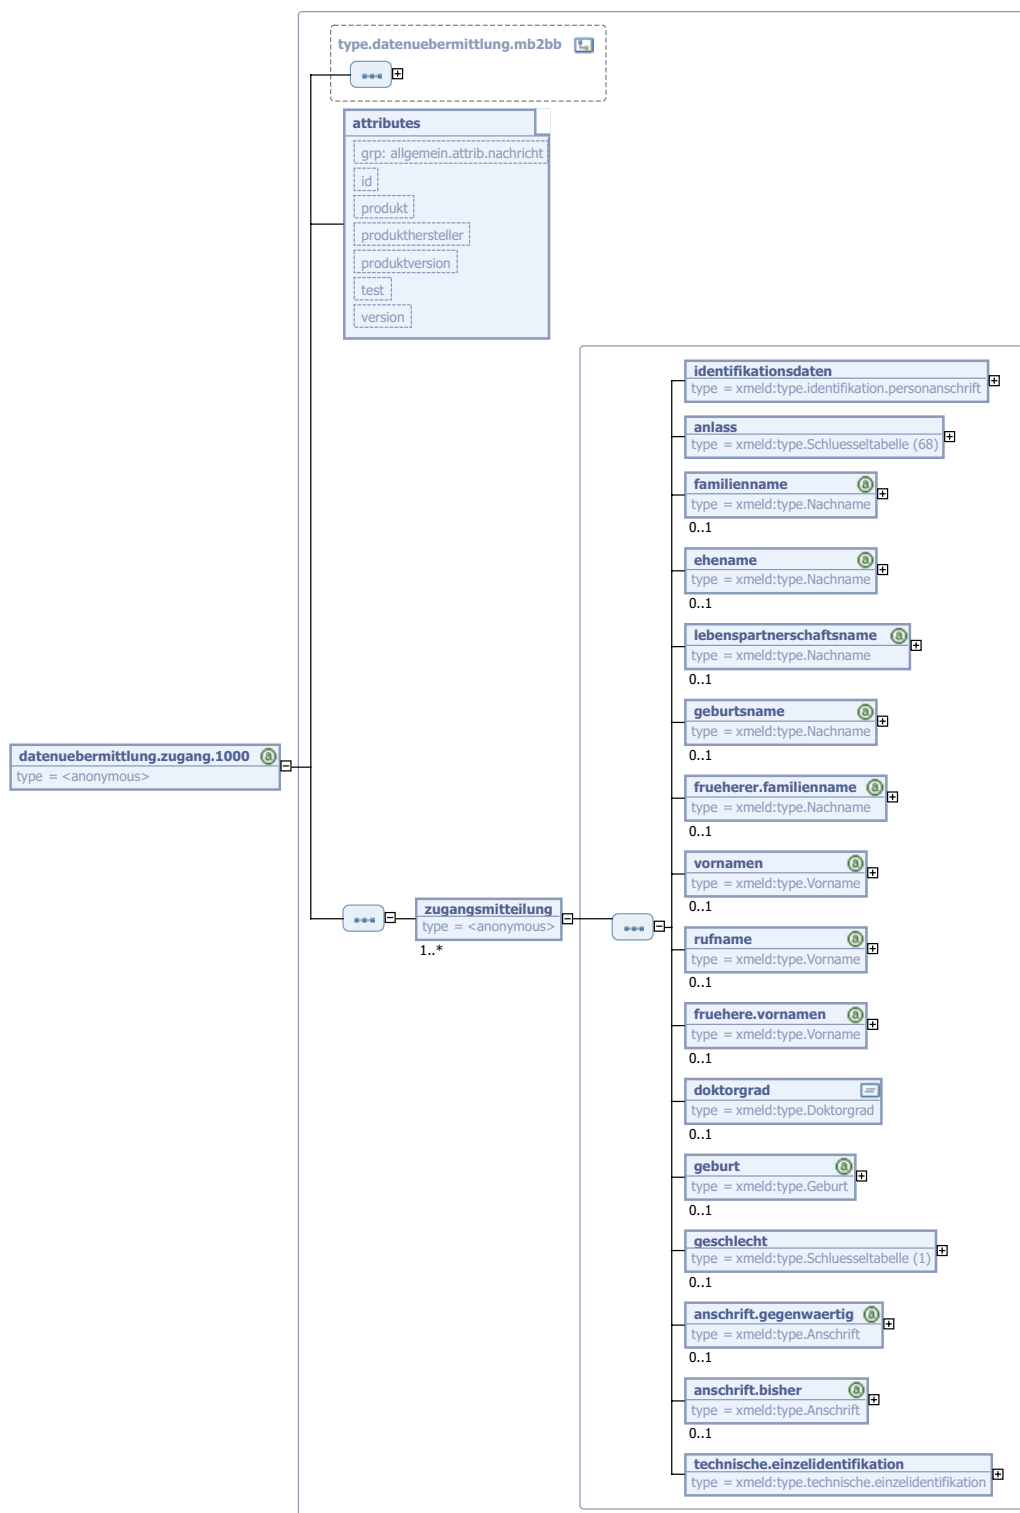 type.datenuebermittlung.mb2bb
attributes
grp: allgemein.attrib.nachricht
id
produkt
produkthersteller
produktversion
test
version
datenuebermittlung.zugang.1000
type = <anonymous>
zugangsmitteilung
type = <anonymous>
1..*
identifikationsdaten
type = xmeld:type.identifikation.personanschrift
anlass
type = xmeld:type.Schluesseltabelle (68)
familienname
type = xmeld:type.Nachname
0..1
ehename
type = xmeld:type.Nachname
0..1
lebenspartnerschaftsname
type = xmeld:type.Nachname
0..1
geburtsname
type = xmeld:type.Nachname
0..1
frueherer.familienname
type = xmeld:type.Nachname
0..1
vornamen
type = xmeld:type.Vorname
0..1
rufname
type = xmeld:type.Vorname
0..1
fruehere.vornamen
type = xmeld:type.Vorname
0..1
doktorgrad
type = xmeld:type.Doktorgrad
0..1
geburt
type = xmeld:type.Geburt
0..1
geschlecht
type = xmeld:type.Schluesseltabelle (1)
0..1
anschrift.gegenwaertig
type = xmeld:type.Anschrift
0..1
anschrift.bisher
type = xmeld:type.Anschrift
0..1
technische.einzelidentifikation
type = xmeld:type.technische.einzelidentifikation